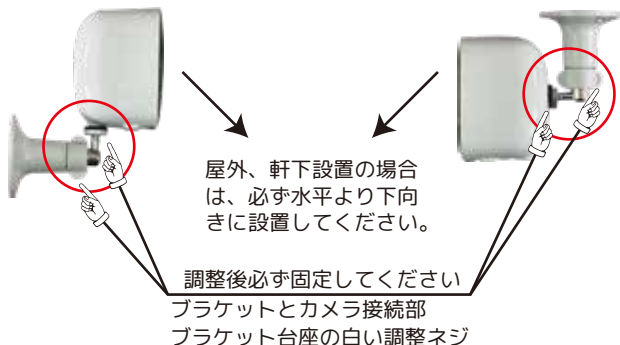 屋外、軒下設置の場合
は、必ず水平より下向
きに設置してください。
調整後必ず固定してください
ブラケットとカメラ接続部
ブラケット台座の白い調整ネジ